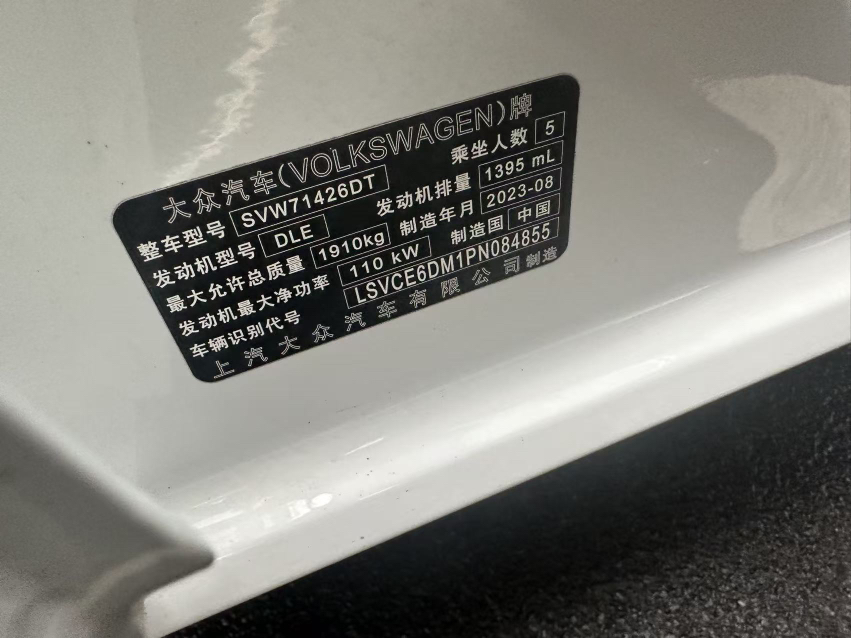 大众汽车(VOLKSWAGEN)牌
整车型号 SVW71426DT 乘坐人数 5
发动机型号 DLE 发动机排量 1395 mL
最大允许总质量 1910kg 制造年月 2023-08
发动机最大净功率 110 kW 制造国 中国
车辆识别代号 LSVCE6DM1PN084855
上汽大众汽车有限公司制造